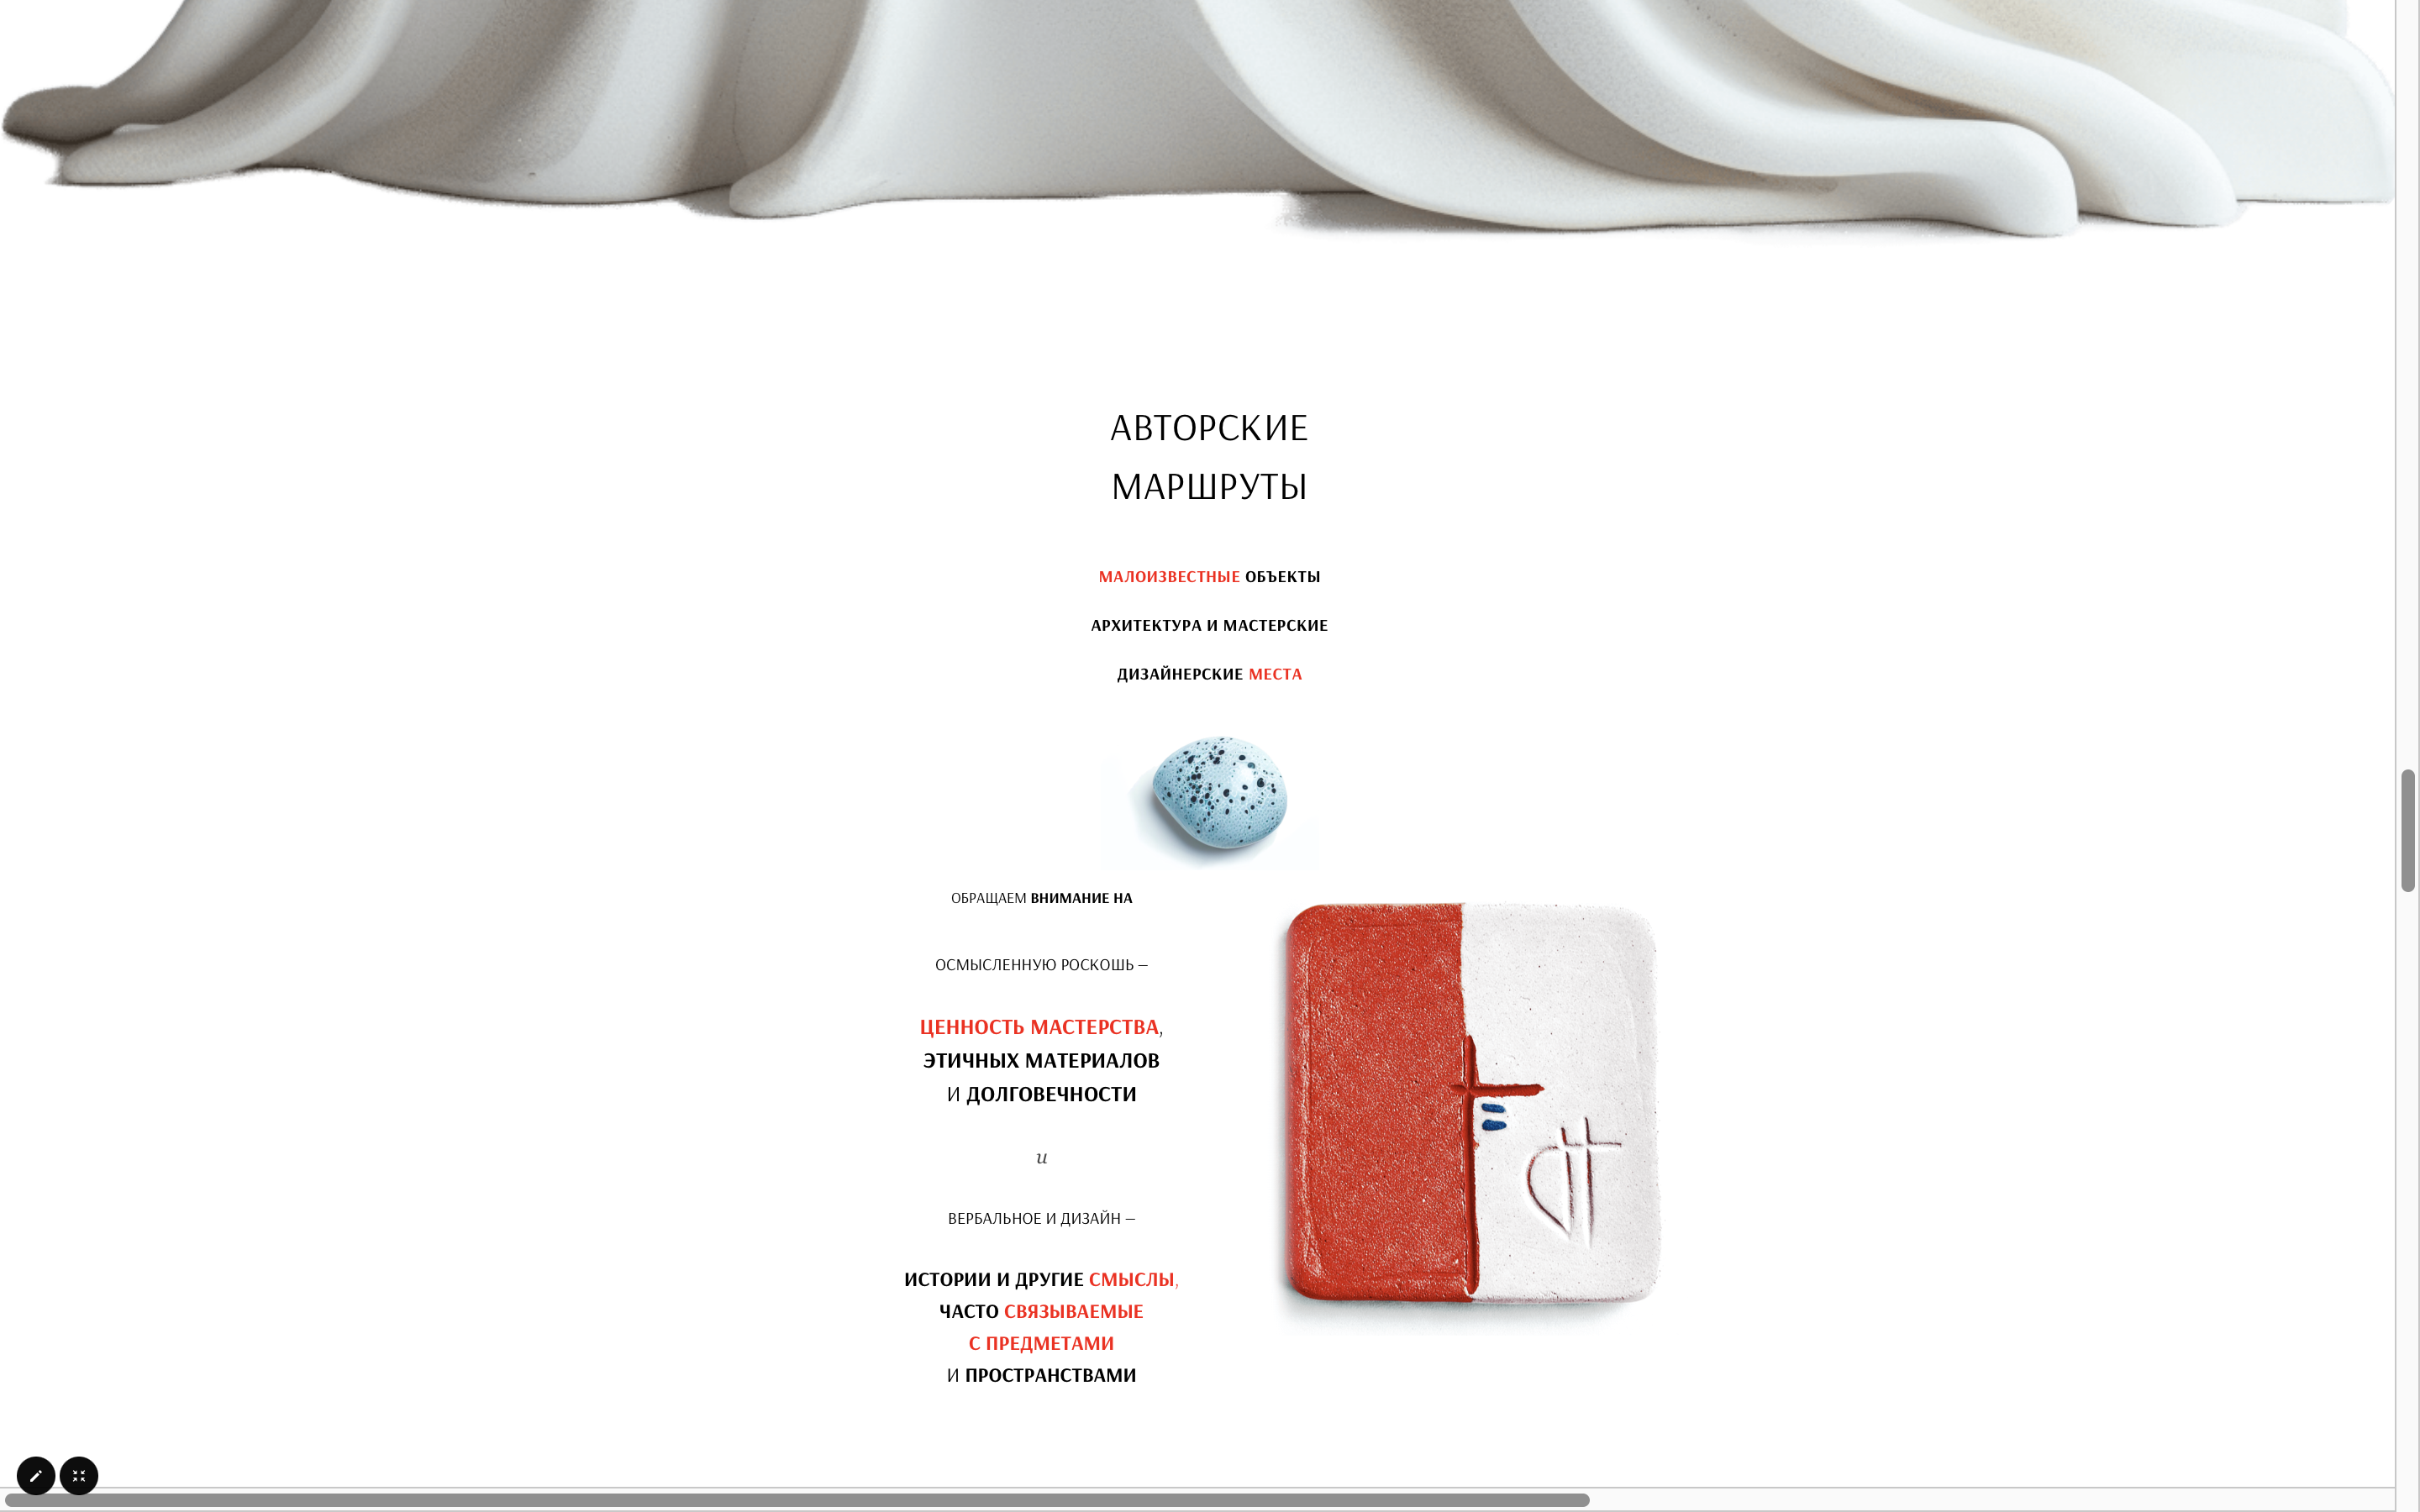 АВТОРСКИЕ
МАРШРУТЫ
МАЛОИЗВЕСТНЫЕ ОБЪЕКТЫ
АРХИТЕКТУРА И МАСТЕРСКИЕ
ДИЗАЙНЕРСКИЕ МЕСТА
ОБРАЩАЕМ ВНИМАНИЕ НА
ОСМЫСЛЕННУЮ РОСКОШЬ —
ЦЕННОСТЬ МАСТЕРСТВА,
ЭТИЧНЫХ МАТЕРИАЛОВ
И ДОЛГОВЕЧНОСТИ
и
ВЕРБАЛЬНОЕ И ДИЗАЙН —
ИСТОРИИ И ДРУГИЕ СМЫСЛЫ,
ЧАСТО СВЯЗЫВАЕМЫЕ
С ПРЕДМЕТАМИ
И ПРОСТРАНСТВАМИ